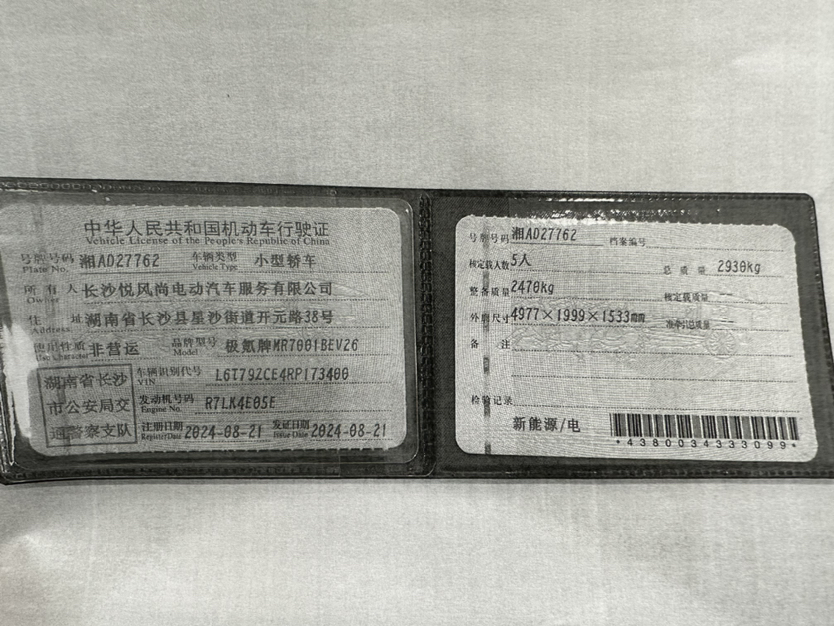 中华人民共和国机动车行驶证
Vehicle License of the People's Republic of China
号牌号码 湘AD27762 车辆类型 小型轿车
Plate No. Vehicle Type
所有人 长沙悦风尚电动汽车服务有限公司
Owner
住址 湖南省长沙县星沙街道开元路38号
Address
使用性质 非营运 品牌型号 极氪牌MR7001BEV26
Use Character Model
湖南省长沙 车辆识别代号 L6T79ZCE4RP173400
VIN
市公安局交 发动机号码 R7LK4E05E
Engine No.
通警察支队 注册日期 2024-08-21 发证日期 2024-08-21
Register Date Issue Date
号牌号码 湘AD27762 档案编号
核定载人数 5人 总质量 2930kg
整备质量 2470kg 核定载质量 --
外廓尺寸 4977×1999×1533mm 准牵引总质量
备注
检验记录
新能源/电
*4380034333099*